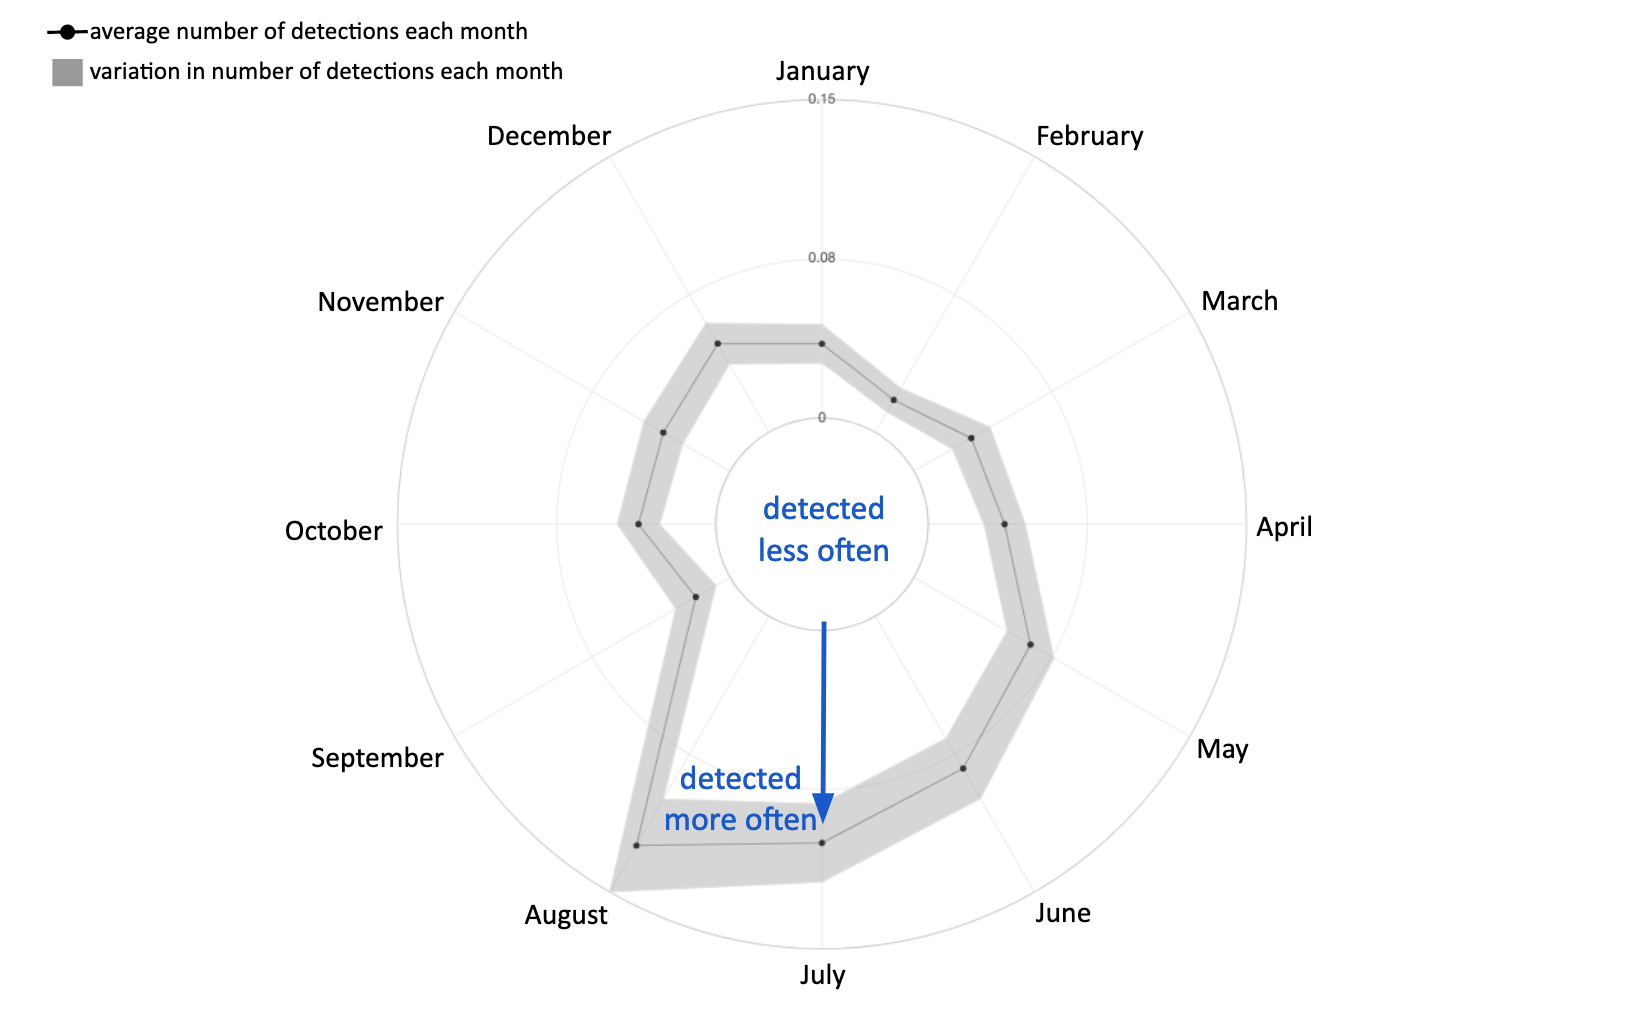 average number of detections each month
variation in number of detections each month
January
0.15
December
February
0.08
November
March
0
detected
less often
October
April
September
May
detected
more often
August
June
July